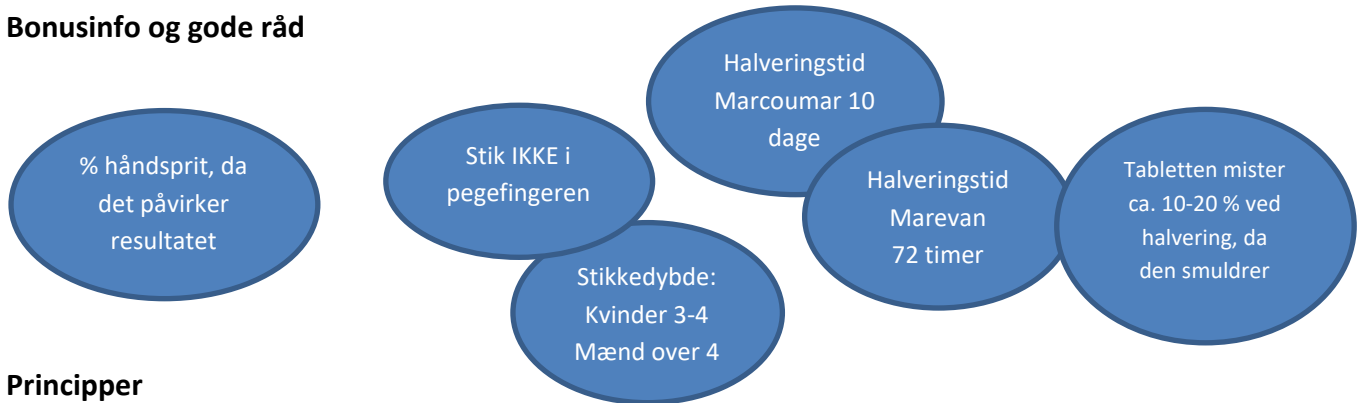 Bonusinfo og gode råd
% håndsprit, da
det påvirker
resultatet
Stik IKKE i
pegefingeren
Stikkedybde:
Kvinder 3-4
Mænd over 4
Halveringstid
Marcoumar 10
dage
Halveringstid
Marevan
72 timer
Tabletten mister
ca. 10-20 % ved
halvering, da
den smuldrer
Principper